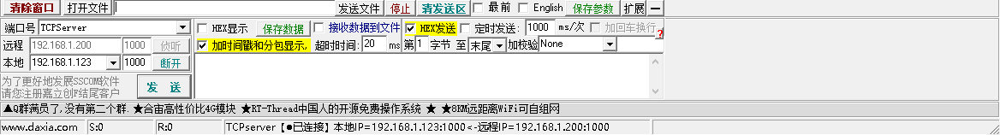 清除窗口 打开文件 发送文件 停止 清发送区 最前 English 保存参数 扩展 —
端口号 TCPServer HEX显示 保存数据 接收数据到文件 HEX发送 定时发送: 1000 ms/次 加回车换行 ?
远程 192.168.1.200 1000 侦听 加时间戳和分包显示, 超时时间: 20 ms 第 1 字节 至 末尾 加校验 None
本地 192.168.1.123 1000 断开
为了更好地发展SSCOM软件
请您注册嘉立创F结尾客户
发 送
▲Q群满员了,没有第二个群. ★合宙高性价比4G模块 ★RT-Thread中国人的开源免费操作系统 ★ ★8KM远距离WiFi可自组网
www.daxia.com S:0 R:0 TCPserver【●已连接】本地IP=192.168.1.123:1000<-远程IP=192.168.1.200:1000